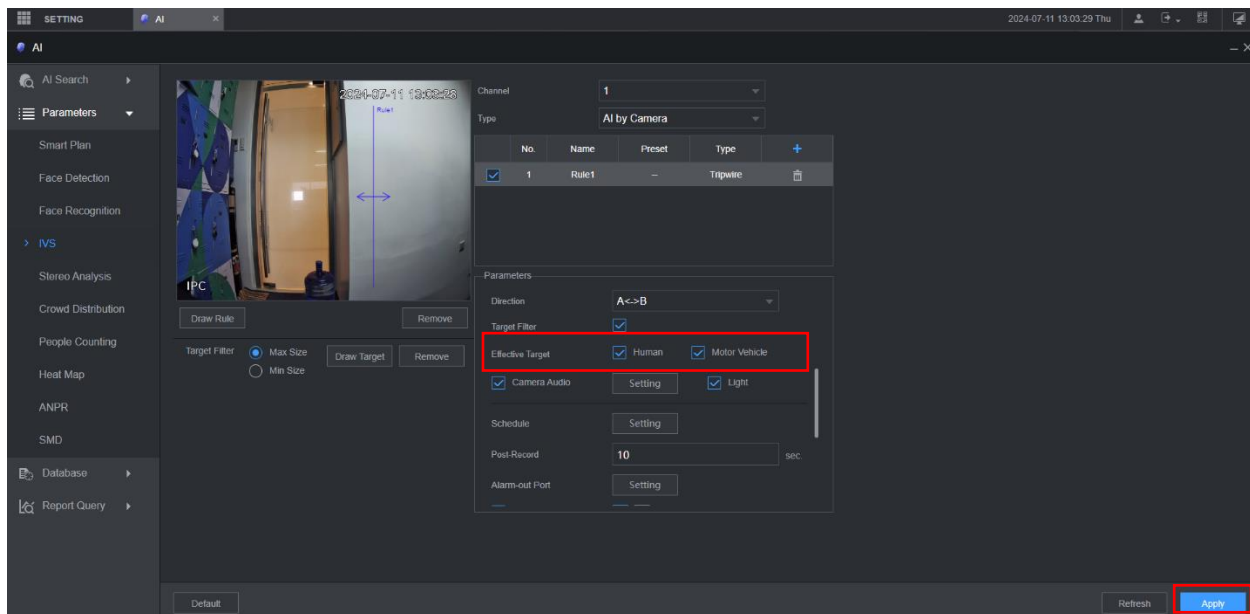 SETTING
AI
×
2024-07-11 13:03:29 Thu
AI
AI Search
Parameters
Smart Plan
Face Detection
Face Recognition
IVS
Stereo Analysis
Crowd Distribution
People Counting
Heat Map
ANPR
SMD
Database
Report Query
2024-07-11 13:02:28
Rule1
IPC
Draw Rule
Remove
Target Filter
Max Size
Min Size
Draw Target
Remove
Channel
1
Type
AI by Camera
No. Name Preset Type +
1 Rule1 -- Tripwire
Parameters
Direction
A<->B
Target Filter
Effective Target
Human
Motor Vehicle
Camera Audio
Setting
Light
Schedule
Setting
Post-Record
10
sec.
Alarm-out Port
Setting
Default
Refresh
Apply